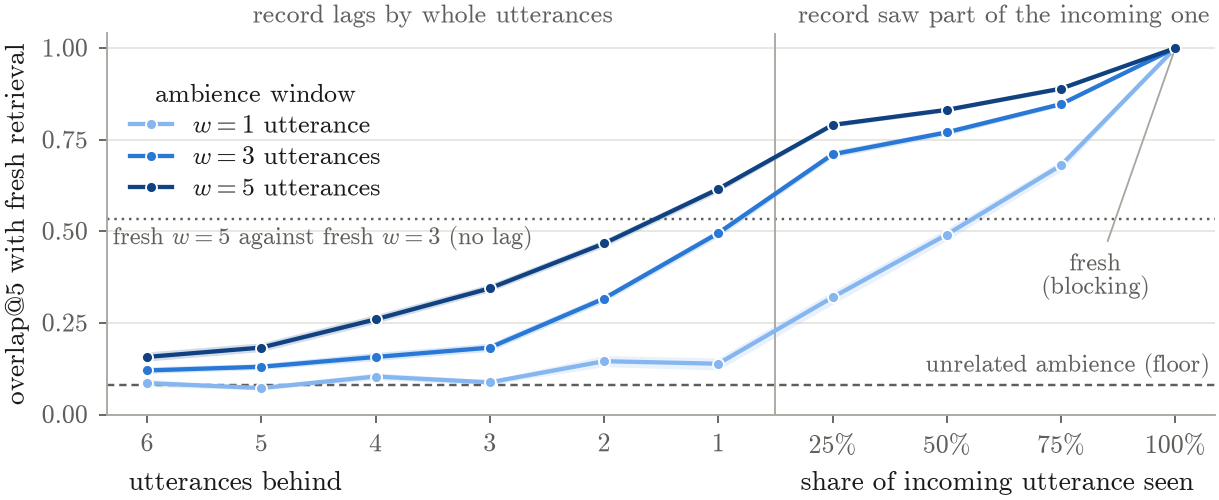 record lags by whole utterances
record saw part of the incoming one
overlap@5 with fresh retrieval
1.00
0.75
0.50
0.25
0.00
ambience window
w = 1 utterance
w = 3 utterances
w = 5 utterances
fresh w = 5 against fresh w = 3 (no lag)
fresh
(blocking)
unrelated ambience (floor)
6 5 4 3 2 1 25% 50% 75% 100%
utterances behind
share of incoming utterance seen